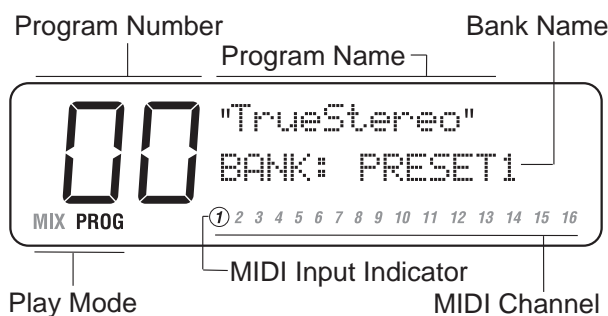 Program Number
Bank Name
Program Name
00
"TrueStereo"
BANK: PRESET1
MIX PROG
1 2 3 4 5 6 7 8 9 10 11 12 13 14 15 16
MIDI Input Indicator
Play Mode
MIDI Channel